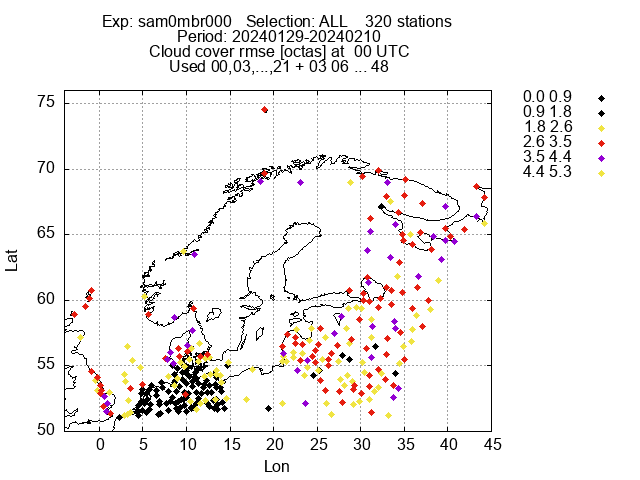 Exp: sam0mbr000   Selection: ALL    320 stations
Period: 20240129-20240210
Cloud cover rmse [octas] at  00 UTC
Used 00,03,...,21 + 03 06 ... 48
0.0 0.9
0.9 1.8
1.8 2.6
2.6 3.5
3.5 4.4
4.4 5.3
75
70
65
60
55
50
Lat
0 5 10 15 20 25 30 35 40 45
Lon